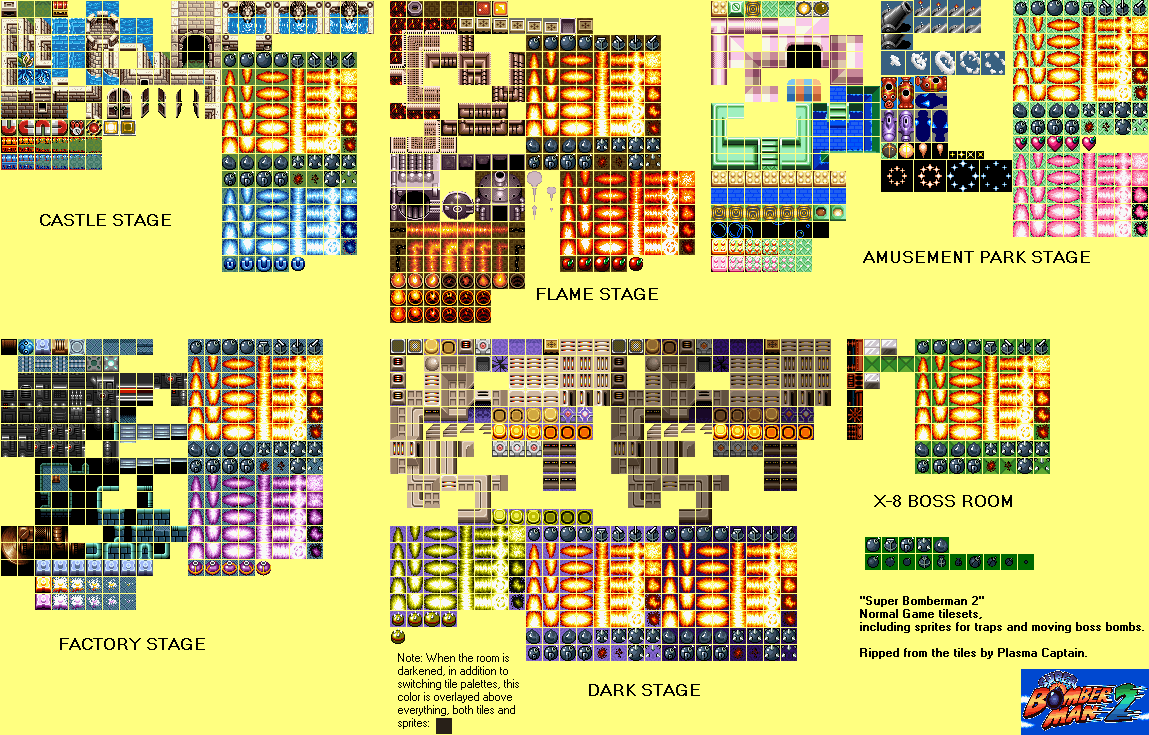 CASTLE STAGE
FLAME STAGE
AMUSEMENT PARK STAGE
FACTORY STAGE
DARK STAGE
X-8 BOSS ROOM
Note: When the room is
darkened, in addition to
switching tile palettes, this
color is overlayed above
everything, both tiles and
sprites:
"Super Bomberman 2"
Normal Game tilesets,
including sprites for traps and moving boss bombs.
Ripped from the tiles by Plasma Captain.
SUPER
BOMBER
MAN 2